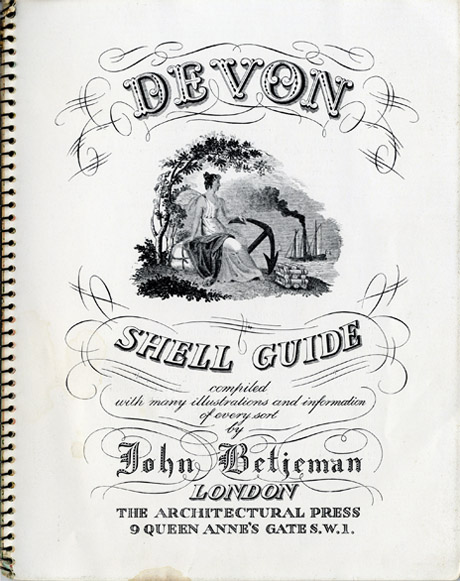 DEVON
SHELL GUIDE
compiled
with many illustrations and information
of every sort
by
John Betjeman
LONDON
THE ARCHITECTURAL PRESS
9 QUEEN ANNE'S GATE S.W.1.